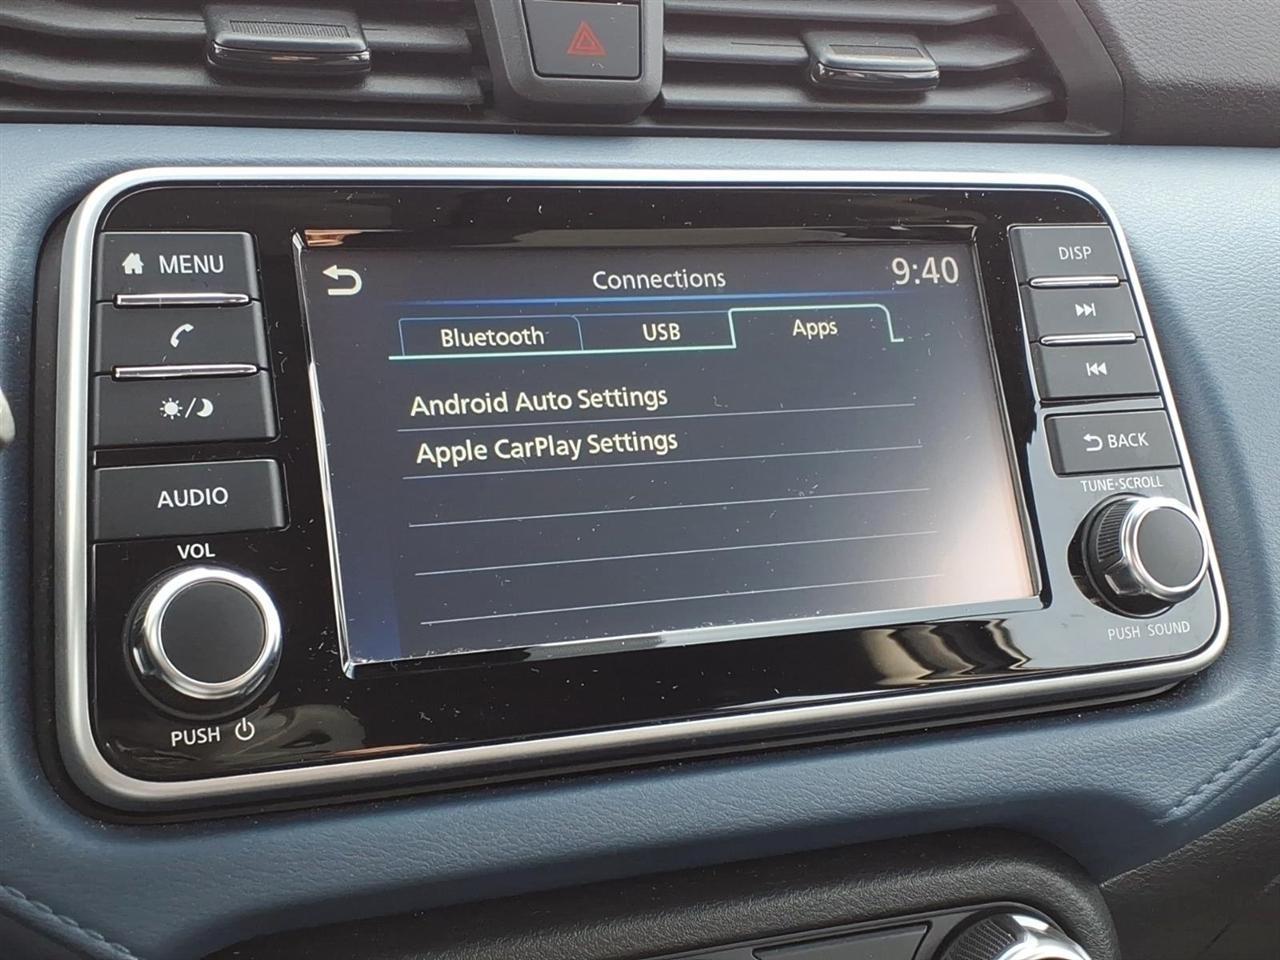 MENU
AUDIO
VOL
PUSH
Connections
9:40
Bluetooth
USB
Apps
Android Auto Settings
Apple CarPlay Settings
DISP
BACK
TUNE·SCROLL
PUSH SOUND